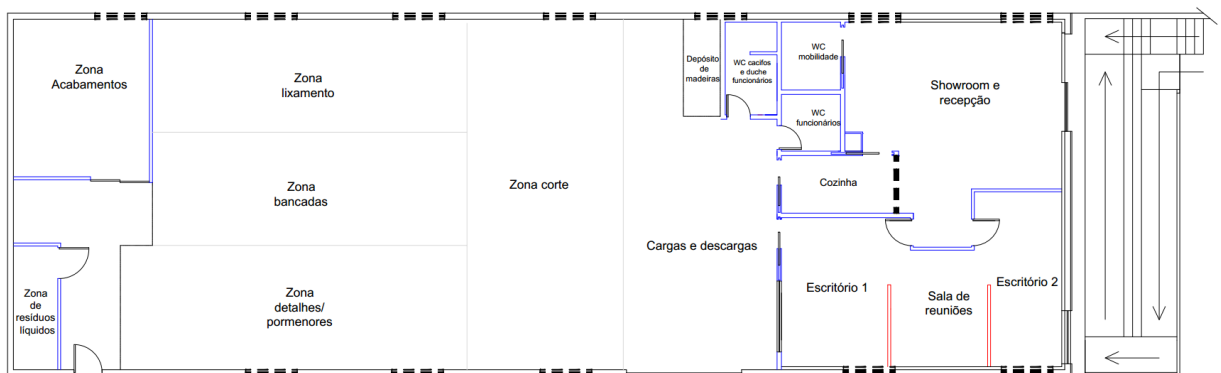 Zona
Acabamentos
Zona
lixamento
Depósito
de
madeiras
WC cacifos
e duche
funcionários
WC
mobilidade
WC
funcionários
Showroom e
recepção
Zona
bancadas
Zona corte
Cozinha
Cargas e descargas
Zona
de
resíduos
líquidos
Zona
detalhes/
pormenores
Escritório 1
Sala de
reuniões
Escritório 2